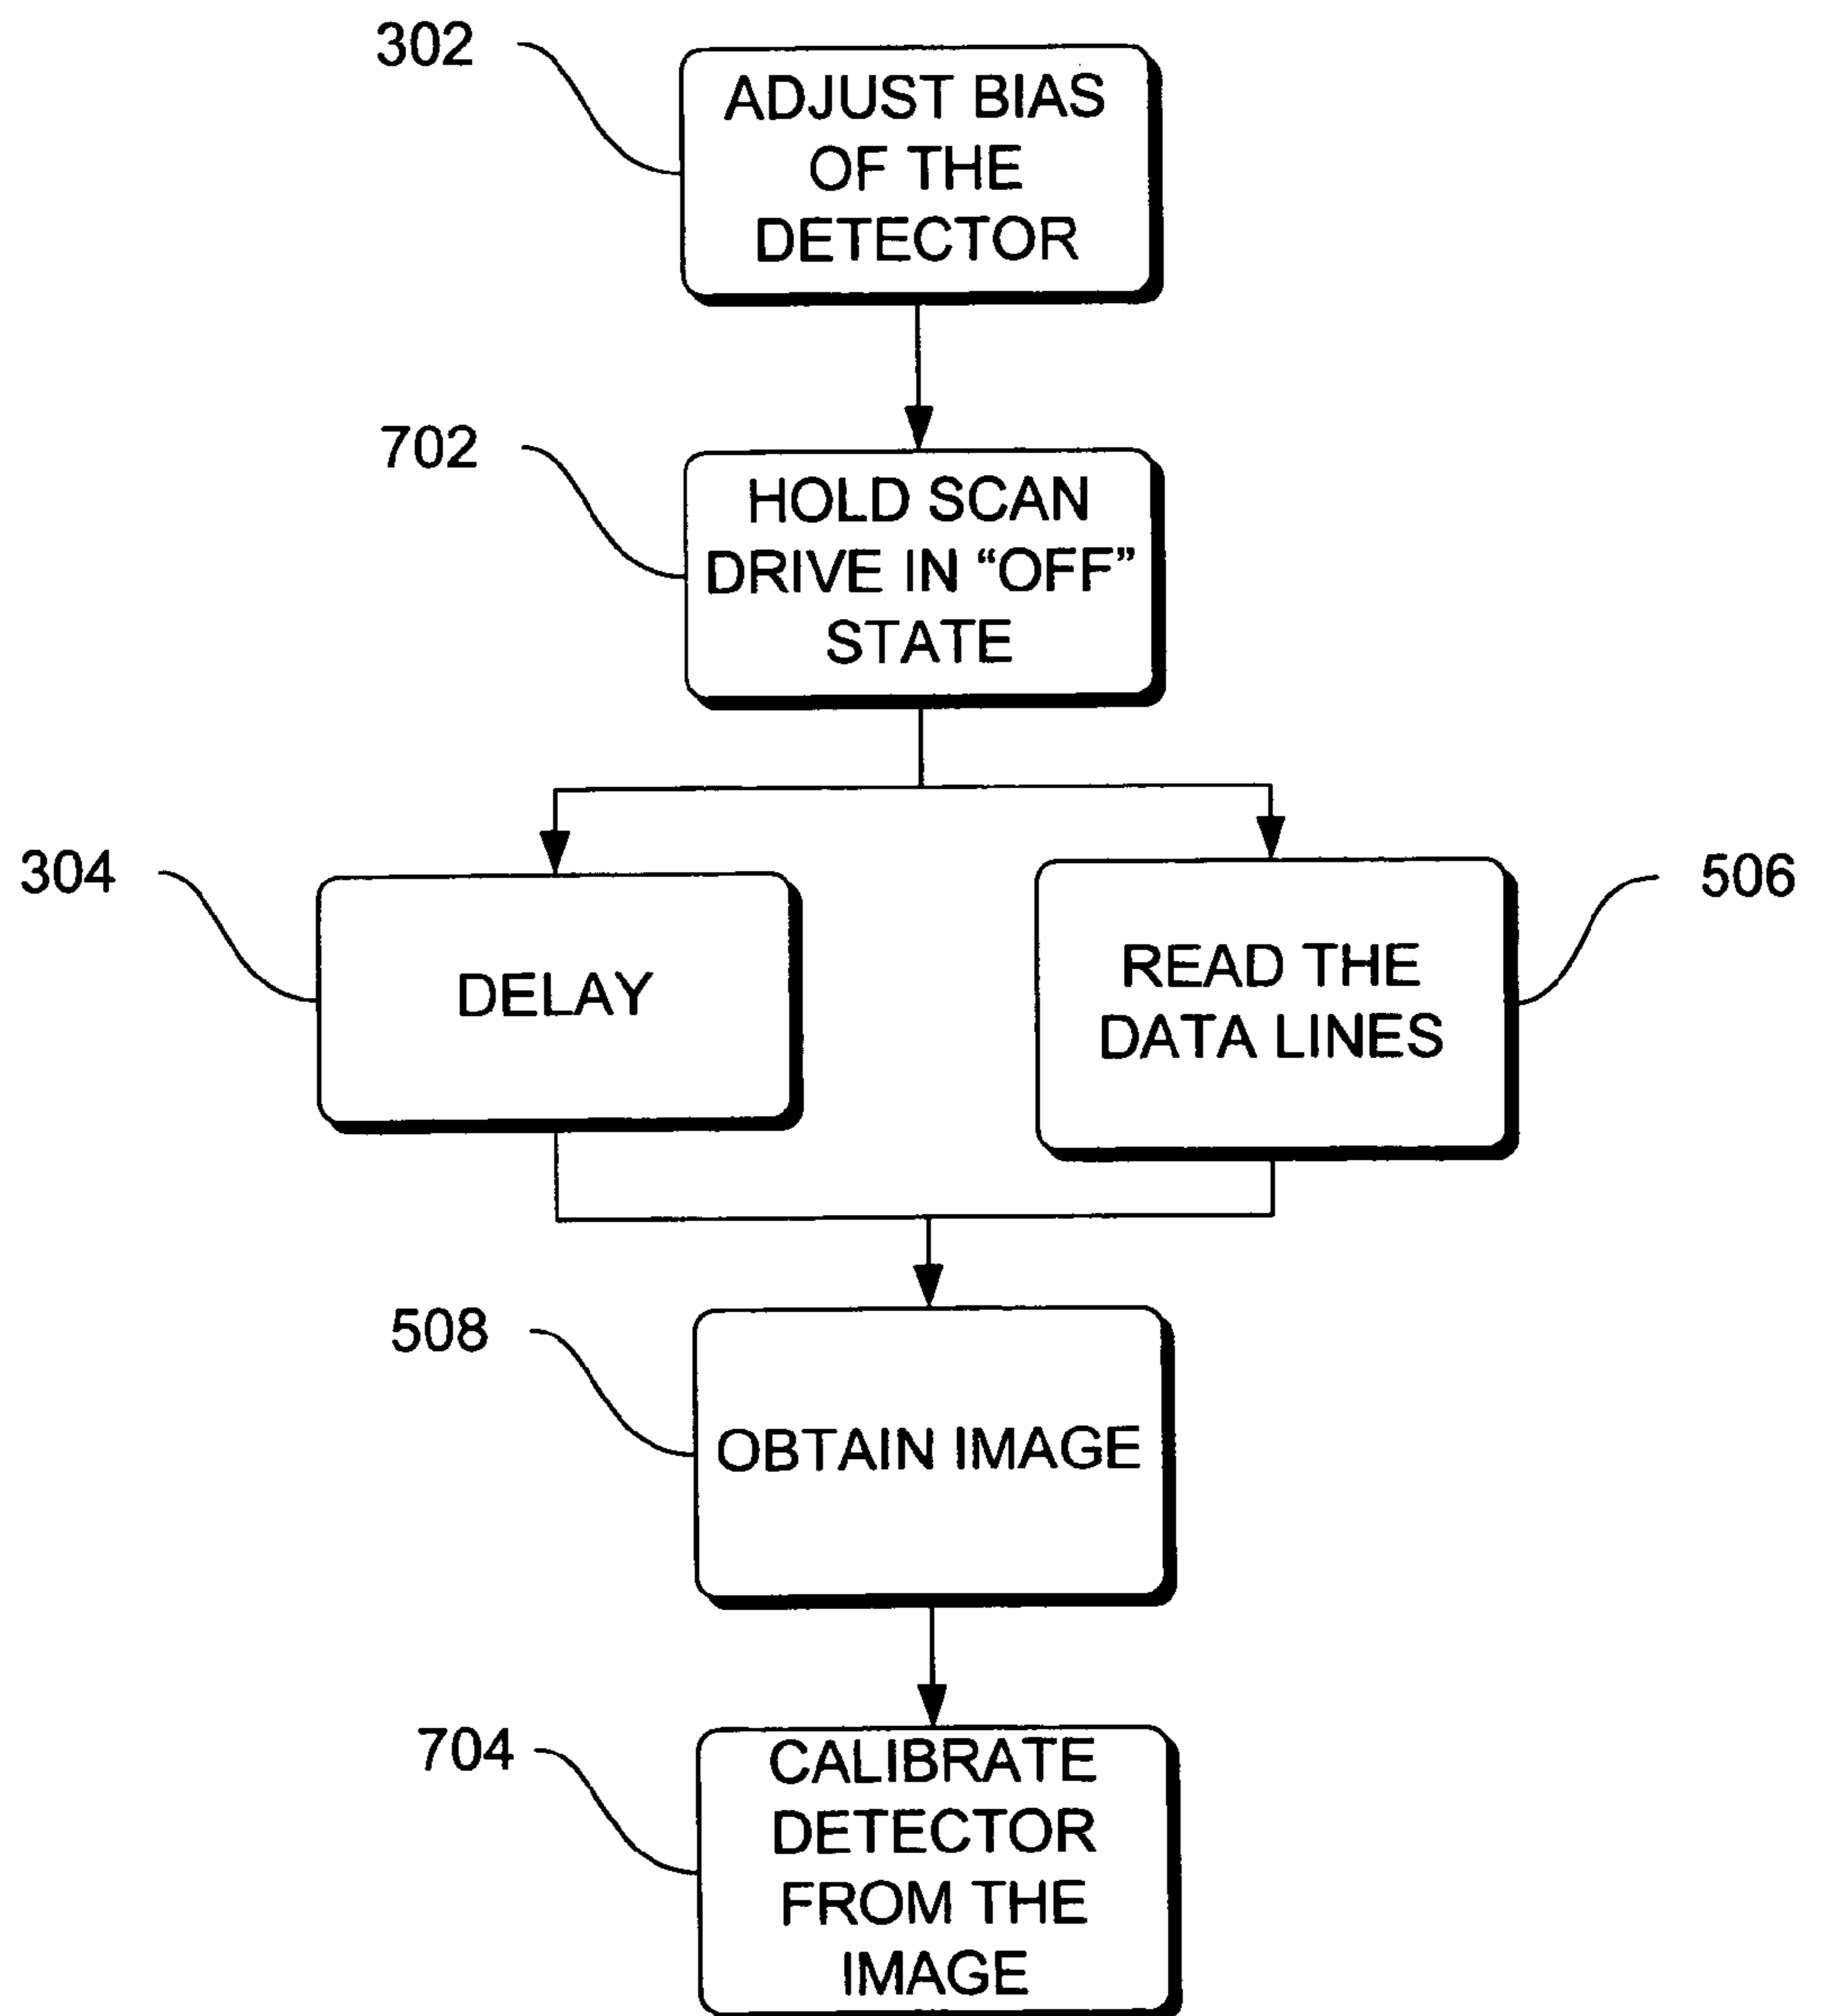 302
ADJUST BIAS
OF THE
DETECTOR
702
HOLD SCAN
DRIVE IN “OFF”
STATE
304
DELAY
READ THE
DATA LINES
506
508
OBTAIN IMAGE
704
CALIBRATE
DETECTOR
FROM THE
IMAGE